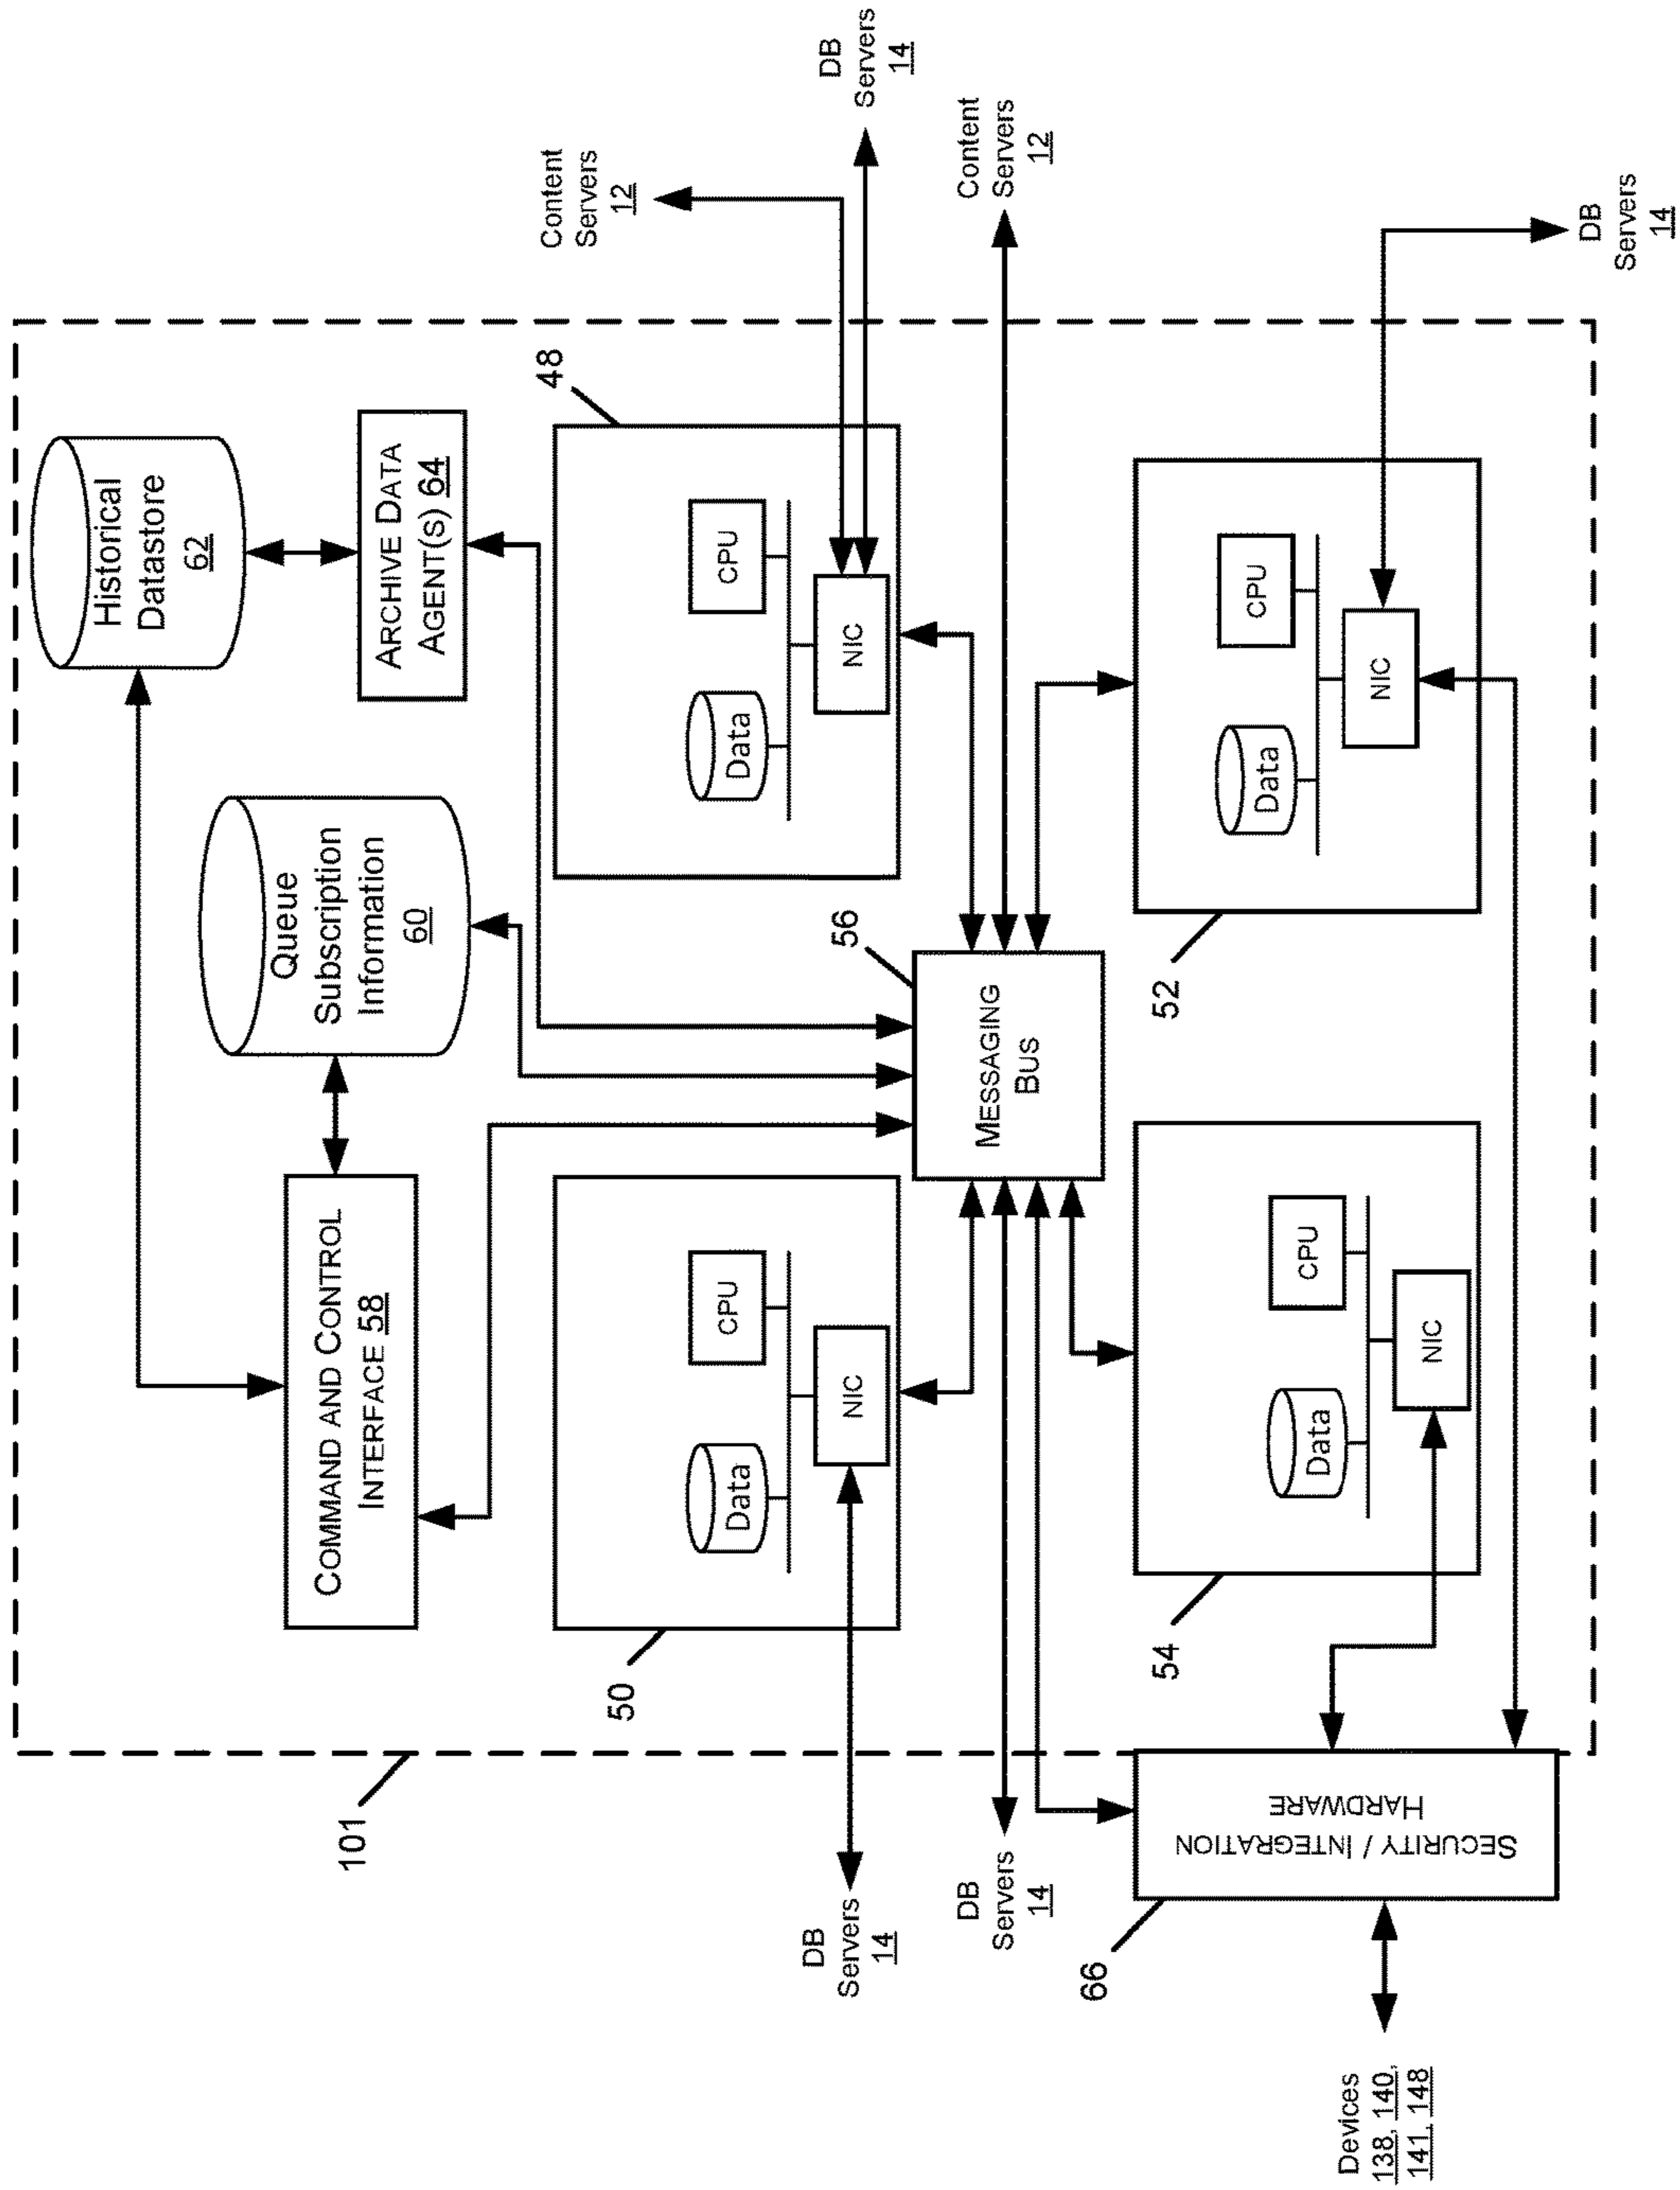 101
COMMAND AND CONTROL
INTERFACE 58
Queue
Subscription
Information
60
Historical
Datastore
62
ARCHIVE DATA
AGENT(S) 64
50
Data
CPU
NIC
48
Data
CPU
NIC
Content
Servers
12
DB
Servers
14
DB
Servers
14
56
MESSAGING
BUS
DB
Servers
14
Content
Servers
12
54
Data
CPU
NIC
52
Data
CPU
NIC
DB
Servers
14
66
SECURITY / INTEGRATION
HARDWARE
Devices
138, 140,
141, 148